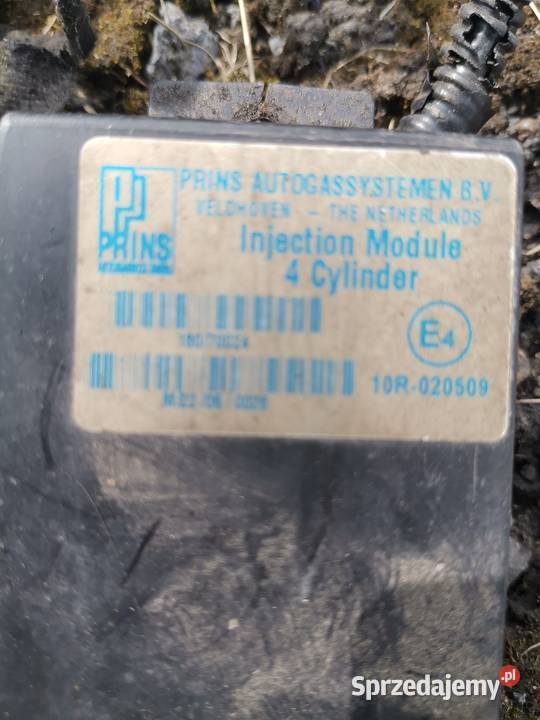 PRINS AUTOGASSYSTEMEN B.V.
VELDHOVEN - THE NETHERLANDS
PRINS
Injection Module
4 Cylinder
E4
10R-020509
Sprzedajemy.pl